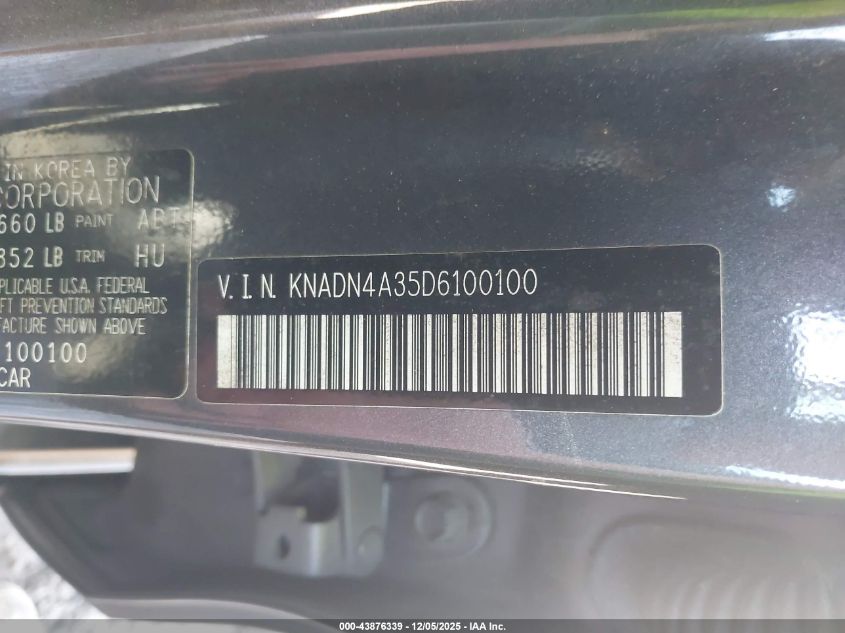 IN KOREA BY
CORPORATION
660 LB PAINT ABT
352 LB TRIM HU
PLICABLE U.S.A. FEDERAL
FT PREVENTION STANDARDS
FACTURE SHOWN ABOVE
100100
CAR
V.I.N. KNADN4A35D6100100
000-43876339 - 12/05/2025 - IAA Inc.